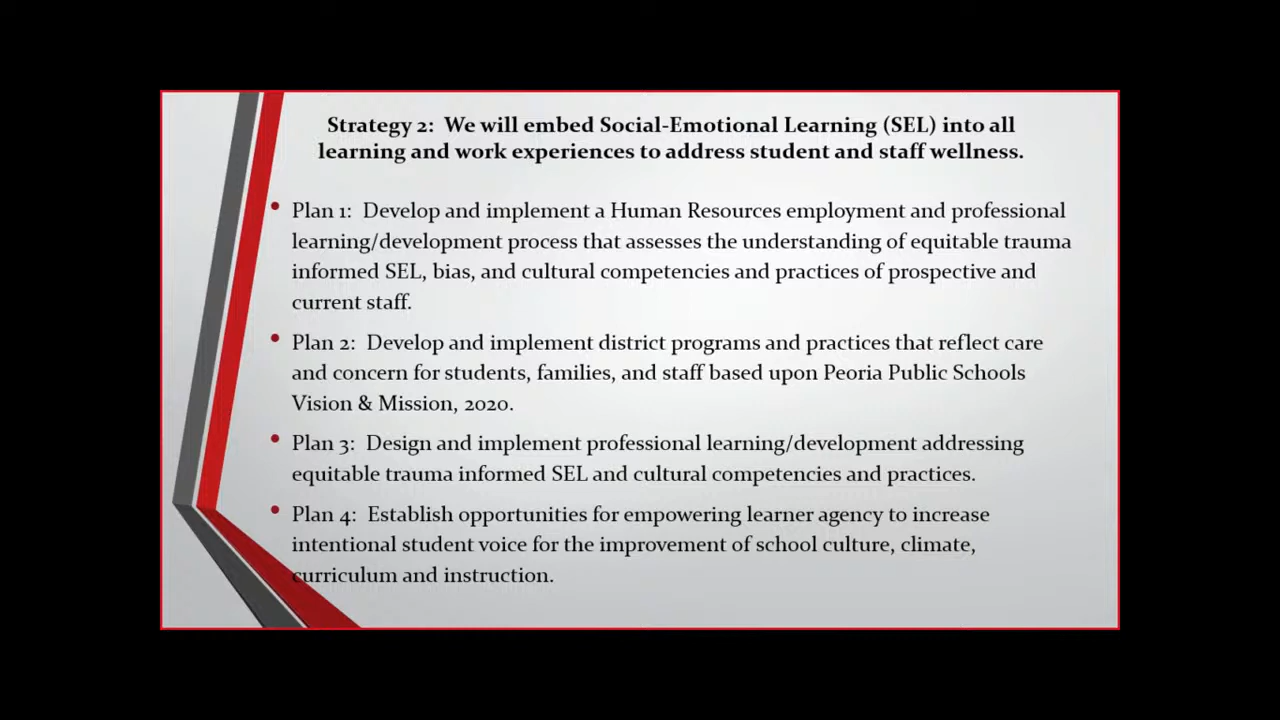 Strategy 2:  We will embed Social-Emotional Learning (SEL) into all
learning and work experiences to address student and staff wellness.
• Plan 1:  Develop and implement a Human Resources employment and professional
learning/development process that assesses the understanding of equitable trauma
informed SEL, bias, and cultural competencies and practices of prospective and
current staff.
• Plan 2:  Develop and implement district programs and practices that reflect care
and concern for students, families, and staff based upon Peoria Public Schools
Vision & Mission, 2020.
• Plan 3:  Design and implement professional learning/development addressing
equitable trauma informed SEL and cultural competencies and practices.
• Plan 4:  Establish opportunities for empowering learner agency to increase
intentional student voice for the improvement of school culture, climate,
curriculum and instruction.